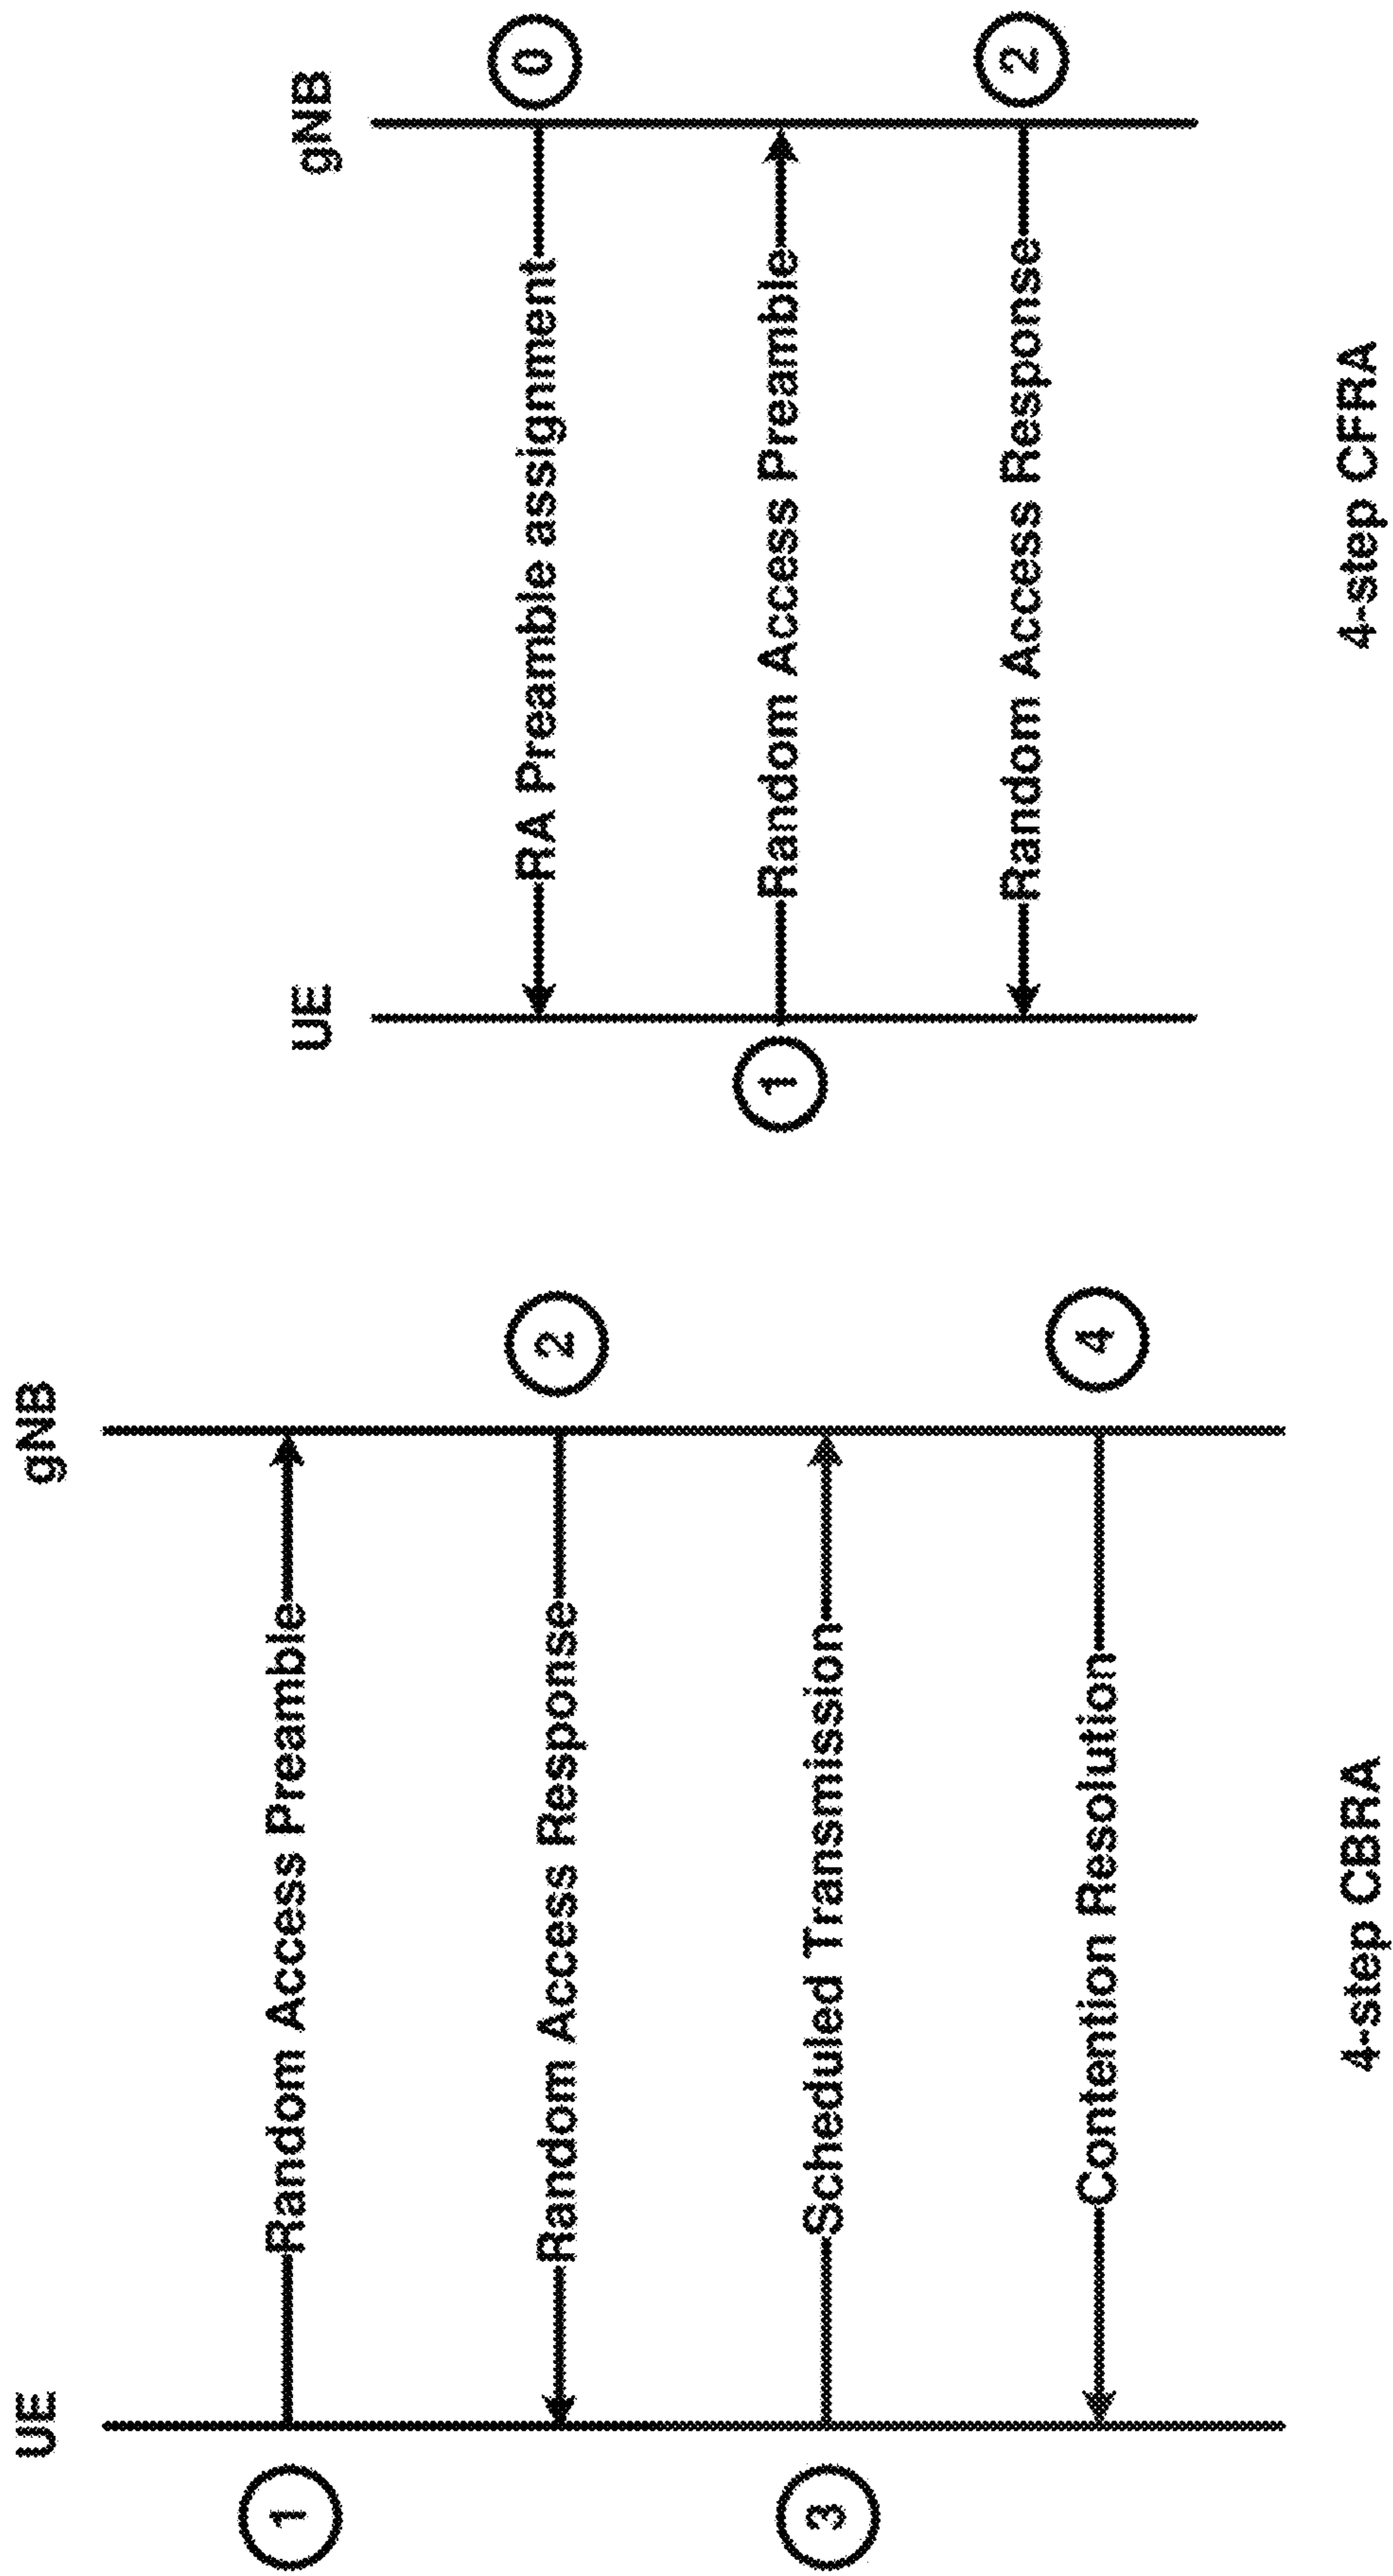 UE gNB
1 Random Access Preamble
Random Access Response 2
3 Scheduled Transmission
Contention Resolution 4
4-step CBRA
UE gNB
RA Preamble assignment 0
1 Random Access Preamble
Random Access Response 2
4-step CFRA